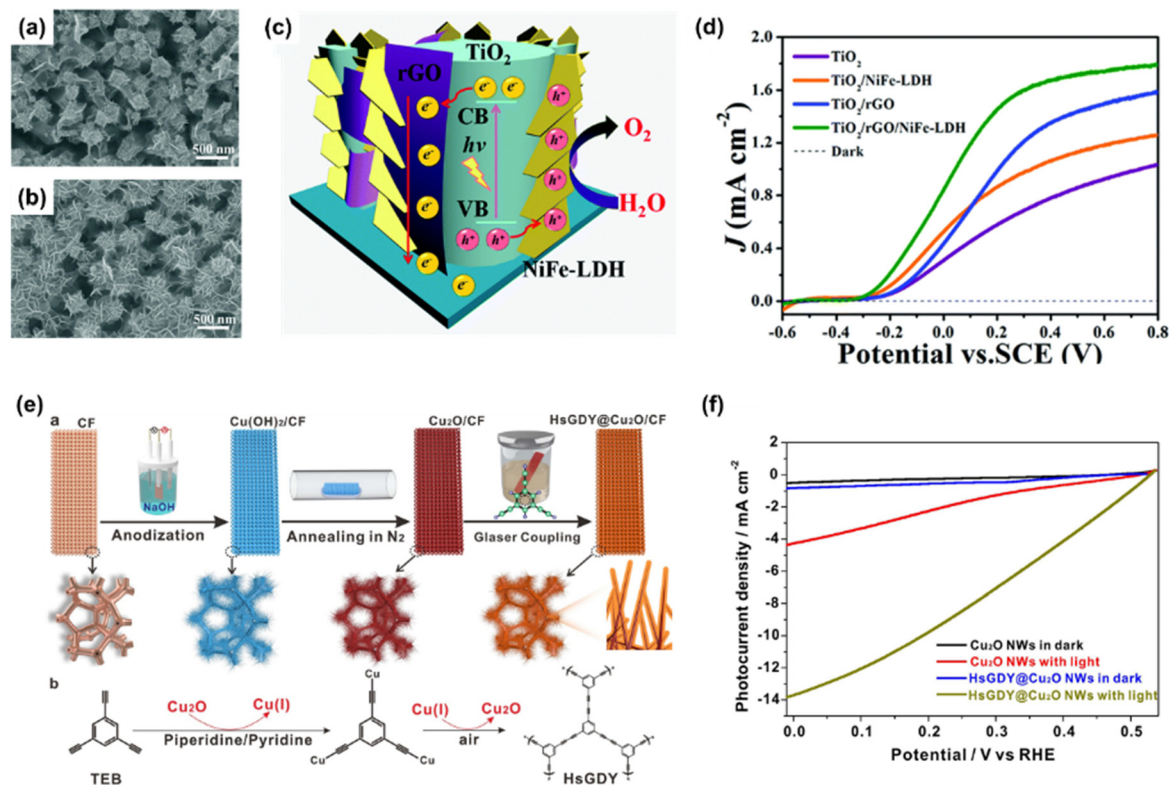 (a)
500 nm
(b)
500 nm
(c)
TiO2
rGO
e- e- e-
CB
hν
e-
VB
e-
h+ h+
e-
e-
h+
h+
h+
h+
O2
H2O
NiFe-LDH
(d)
J (mA cm-2)
2.0
1.6
1.2
0.8
0.4
0.0
TiO2
TiO2/NiFe-LDH
TiO2/rGO
TiO2/rGO/NiFe-LDH
Dark
-0.6 -0.4 -0.2 0.0 0.2 0.4 0.6 0.8
Potential vs.SCE (V)
(e)
a
CF
NaOH
Anodization
Cu(OH)2/CF
Annealing in N2
Cu2O/CF
Glaser Coupling
HsGDY@Cu2O/CF
b
TEB
Cu2O Cu(I)
Piperidine/Pyridine
Cu
Cu
Cu
Cu(I) Cu2O
air
HsGDY
(f)
Photocurrent density / mA cm-2
2
0
-2
-4
-6
-8
-10
-12
-14
Cu2O NWs in dark
Cu2O NWs with light
HsGDY@Cu2O NWs in dark
HsGDY@Cu2O NWs with light
0.0 0.1 0.2 0.3 0.4 0.5
Potential / V vs RHE